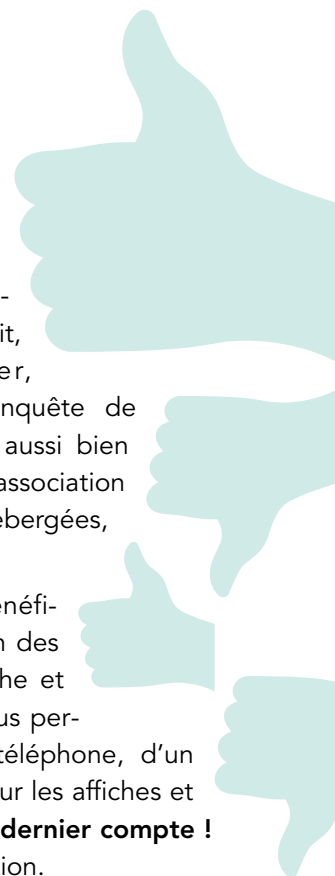 -
it,
er,
nquête de
aussi bien
association
ébergées,
énéfi-
n des
he et
us per-
téléphone, d'un
ur les affiches et
dernier compte !
ion.